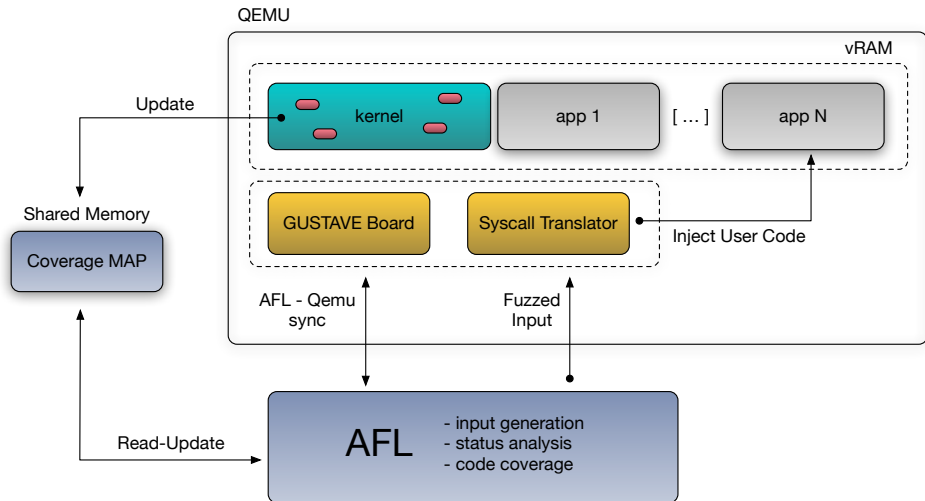 QEMU
vRAM
kernel
app 1
[ ... ]
app N
Update
Shared Memory
Coverage MAP
GUSTAVE Board
Syscall Translator
Inject User Code
AFL - Qemu
sync
Fuzzed
Input
Read-Update
AFL
- input generation
- status analysis
- code coverage